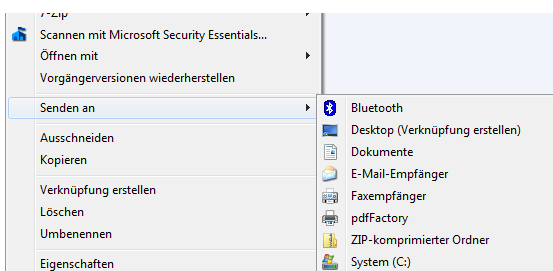 7-Zip
Scannen mit Microsoft Security Essentials...
Öffnen mit
Vorgängerversionen wiederherstellen
Senden an
Ausschneiden
Kopieren
Verknüpfung erstellen
Löschen
Umbenennen
Eigenschaften
Bluetooth
Desktop (Verknüpfung erstellen)
Dokumente
E-Mail-Empfänger
Faxempfänger
pdfFactory
ZIP-komprimierter Ordner
System (C:)